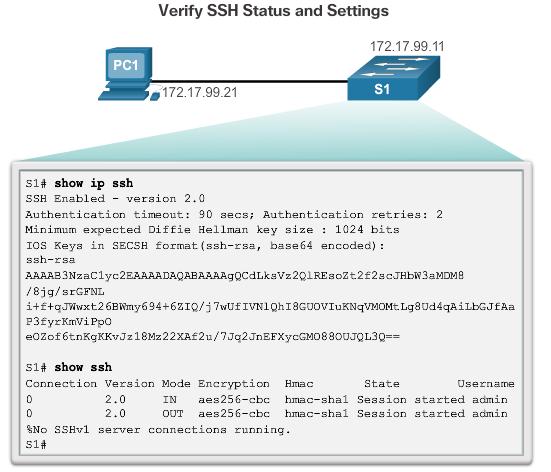 Verify SSH Status and Settings
172.17.99.11
PC1
172.17.99.21
S1
S1# show ip ssh
SSH Enabled - version 2.0
Authentication timeout: 90 secs; Authentication retries: 2
Minimum expected Diffie Hellman key size : 1024 bits
IOS Keys in SECSH format(ssh-rsa, base64 encoded):
ssh-rsa
AAAAB3NzaC1yc2EAAAADAQABAAAAgQCdLksVz2QlREsoZt2f2scJHbW3aMDM8
/8jg/srGFNL
i+f+qJWwxt26BWmy694+6ZIQ/j7wUfIVNlQhI8GUOVIuKNqVMOMtLg8Ud4qAiLbGJfAa
P3fyrKmViPpO
eOZof6tnKgKKvJz18Mz22XAf2u/7Jq2JnEFXycGMO88OUJQL3Q==
S1# show ssh
Connection Version Mode Encryption Hmac State Username
0 2.0 IN aes256-cbc hmac-sha1 Session started admin
0 2.0 OUT aes256-cbc hmac-sha1 Session started admin
%No SSHv1 server connections running.
S1#